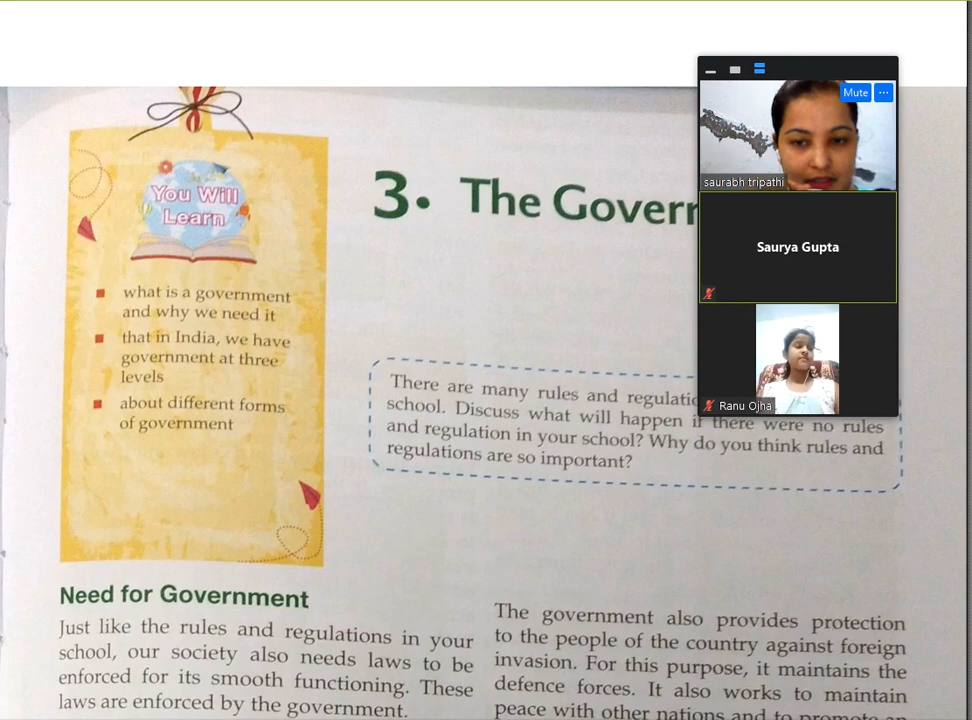 3. The Govern
You Will
Learn
what is a government
and why we need it
that in India, we have
government at three
levels
about different forms
of government
There are many rules and
school. Discuss what will happen if there were no rules
and regulation in your school? Why do you think rules and
regulations are so important?
Need for Government
Just like the rules and regulations in your
school, our society also needs laws to be
enforced for its smooth functioning. These
laws are enforced by the government.
The government also provides protection
to the people of the country against foreign
invasion. For this purpose, it maintains the
defence forces. It also works to maintain
peace with other nations and to promote
Mute
saurabh tripathi
Saurya Gupta
Ranu Ojha